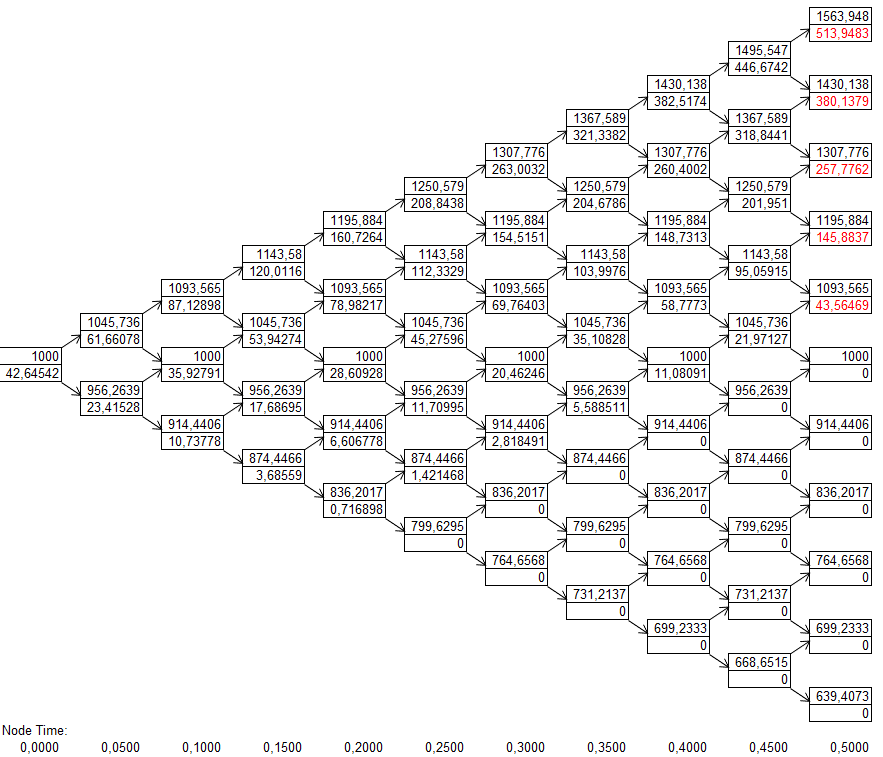 1563,948
513,9483
1495,547
446,6742
1430,138 1430,138
382,5174 380,1379
1367,589 1367,589
321,3382 318,8441
1307,776 1307,776 1307,776
263,0032 260,4002 257,7762
1250,579 1250,579 1250,579
208,8438 204,6786 201,951
1195,884 1195,884 1195,884 1195,884
160,7264 154,5151 148,7313 145,8837
1143,58 1143,58 1143,58 1143,58
120,0116 112,3329 103,9976 95,05915
1093,565 1093,565 1093,565 1093,565 1093,565
87,12898 78,98217 69,76403 58,7773 43,56469
1045,736 1045,736 1045,736 1045,736 1045,736
61,66078 53,94274 45,27596 35,10828 21,97127
1000 1000 1000 1000 1000 1000
42,64542 35,92791 28,60928 20,46246 11,08091 0
956,2639 956,2639 956,2639 956,2639 956,2639
23,41528 17,68695 11,70995 5,588511 0
914,4406 914,4406 914,4406 914,4406 914,4406
10,73778 6,606778 2,818491 0 0
874,4466 874,4466 874,4466 874,4466
3,68559 1,421468 0 0
836,2017 836,2017 836,2017 836,2017
0,716898 0 0 0
799,6295 799,6295 799,6295
0 0 0
764,6568 764,6568 764,6568
0 0 0
731,2137 731,2137
0 0
699,2333 699,2333
0 0
668,6515
0
639,4073
0
Node Time:
0,0000 0,0500 0,1000 0,1500 0,2000 0,2500 0,3000 0,3500 0,4000 0,4500 0,5000